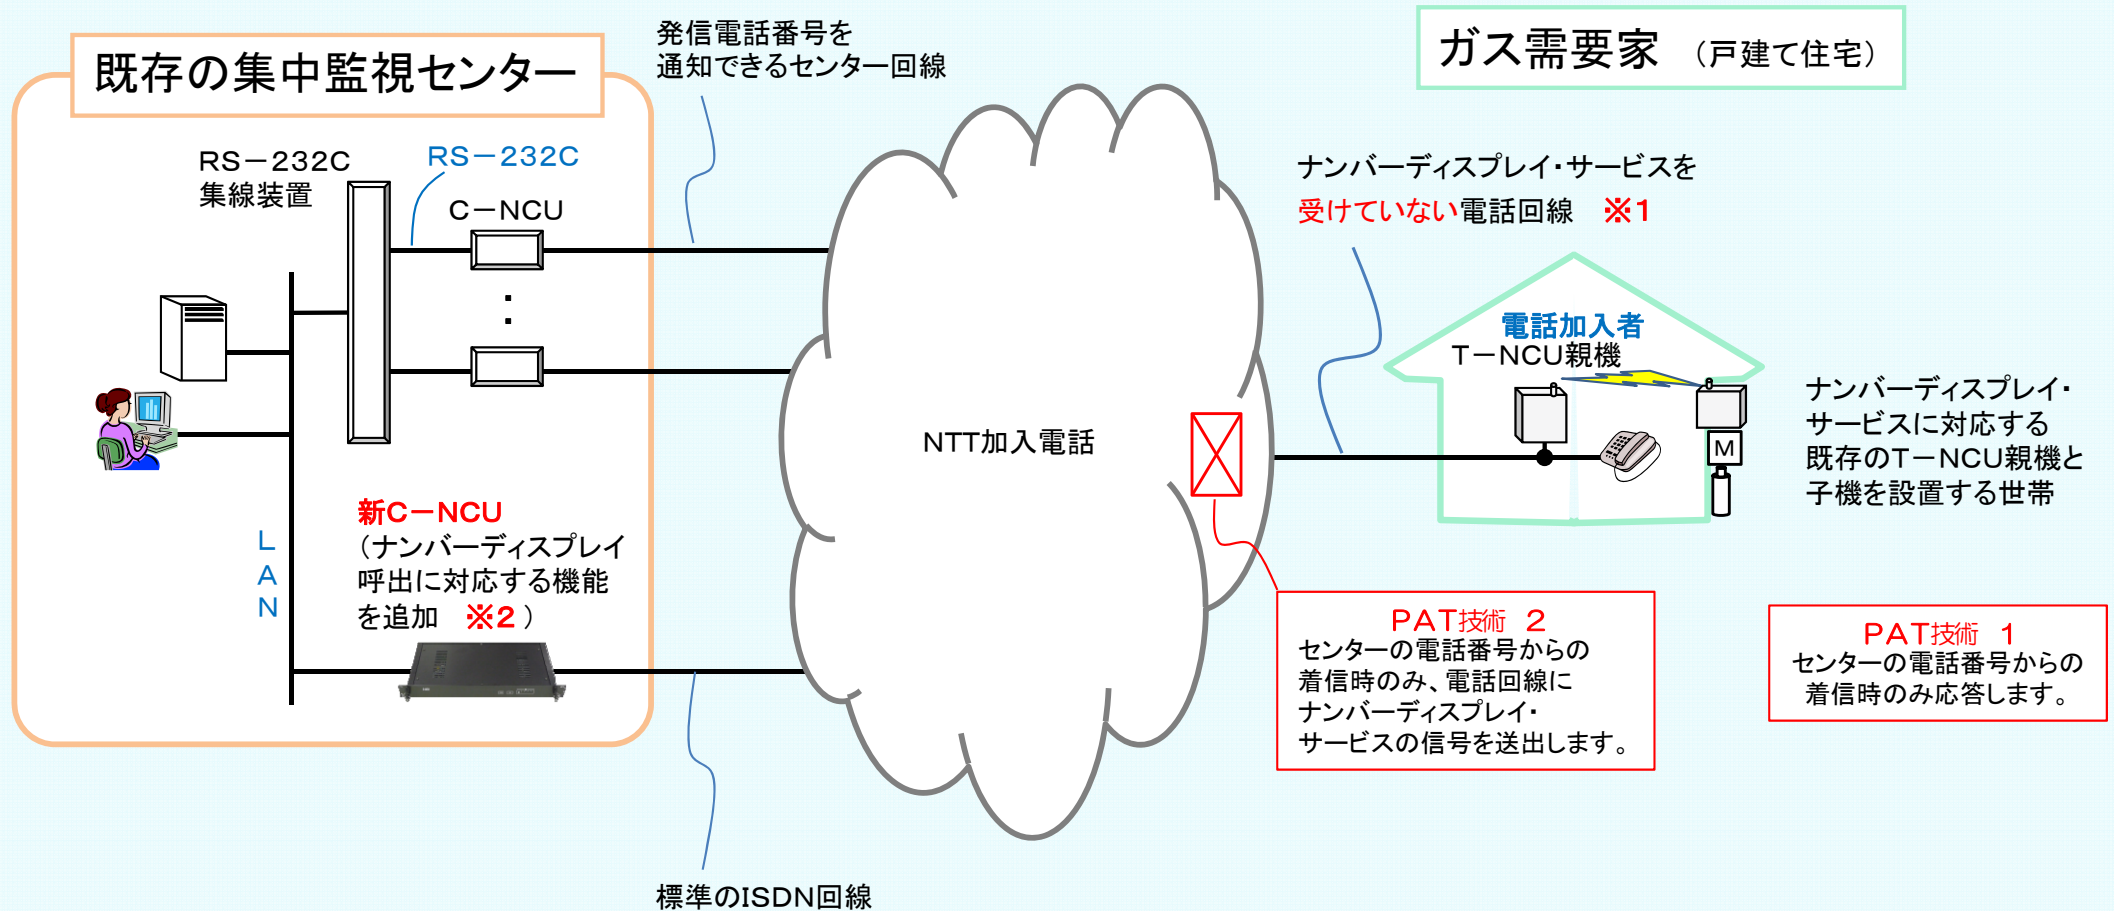 既存の集中監視センター
発信電話番号を
通知できるセンター回線
ガス需要家 （戸建て住宅）
RS－232C
集線装置
RS－232C
C－NCU
：
ナンバーディスプレイ・サービスを
受けていない電話回線 ※1
電話加入者
T－NCU親機
M
ナンバーディスプレイ・
サービスに対応する
既存のT－NCU親機と
子機を設置する世帯
NTT加入電話
L
A
N
新C－NCU
（ナンバーディスプレイ
呼出に対応する機能
を追加 ※2）
PAT技術 2
センターの電話番号からの
着信時のみ、電話回線に
ナンバーディスプレイ・
サービスの信号を送出します。
PAT技術 1
センターの電話番号からの
着信時のみ応答します。
標準のISDN回線